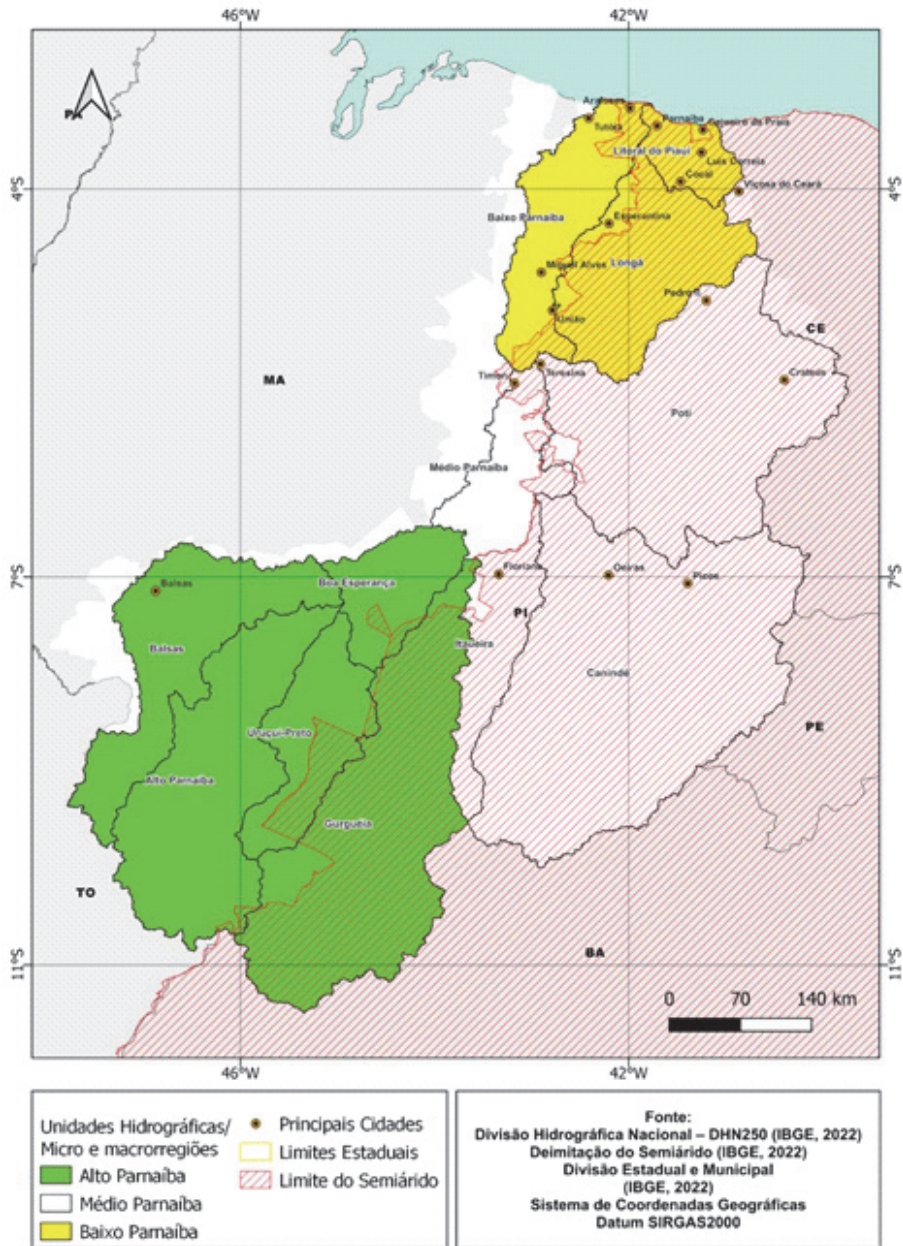 46°W 42°W
PA
Araioses
Tutóia
Parnaíba
Cajueiro da Praia
Litoral do Piauí
Luís Correia
Cocal
4°S 4°S
Viçosa do Ceará
Baixo Parnaíba
Esperantina
Longá
Miguel Alves
Pedro II
União
CE
Teresina
Timon
MA
Crateús
Poti
Médio Parnaíba
7°S 7°S
Balsas
Boa Esperança
Floriano
Oeiras
Picos
PI
Itaueira
Balsas
Canindé
Uruçuí-Preto
PE
Alto Parnaíba
Gurguéia
TO
BA
11°S 11°S
0 70 140 km
46°W 42°W
Unidades Hidrográficas/
Micro e macrorregiões
Alto Parnaíba
Médio Parnaíba
Baixo Parnaíba
Principais Cidades
Limites Estaduais
Limite do Semiárido
Fonte:
Divisão Hidrográfica Nacional – DHN250 (IBGE, 2022)
Deimitação do Semiárido (IBGE, 2022)
Divisão Estadual e Municipal
(IBGE, 2022)
Sistema de Coordenadas Geográficas
Datum SIRGAS2000